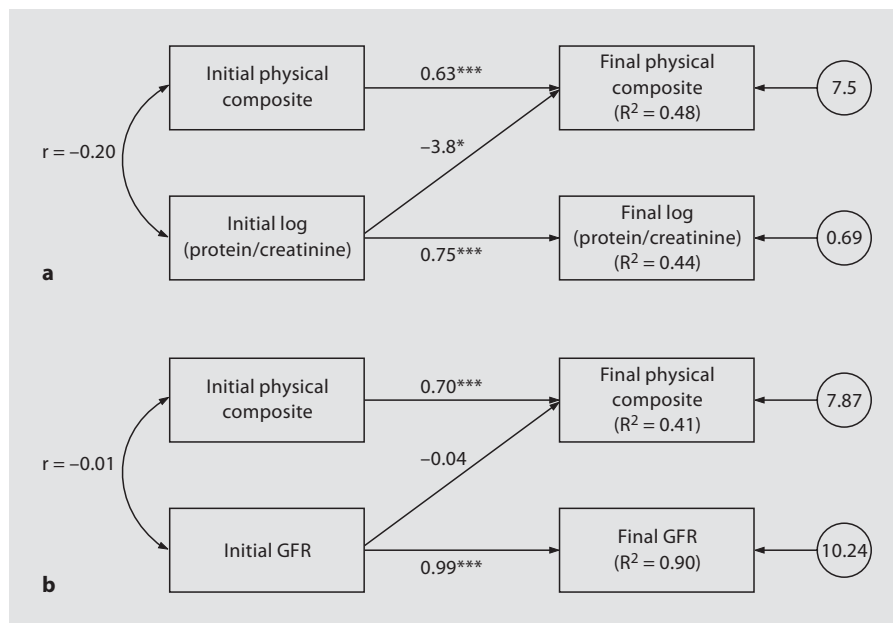 Initial physical
composite
0.63***
Final physical
composite
(R² = 0.48)
7.5
r = –0.20
–3.8*
Initial log
(protein/creatinine)
0.75***
Final log
(protein/creatinine)
(R² = 0.44)
0.69
a
Initial physical
composite
0.70***
Final physical
composite
(R² = 0.41)
7.87
r = –0.01
–0.04
Initial GFR
0.99***
Final GFR
(R² = 0.90)
10.24
b